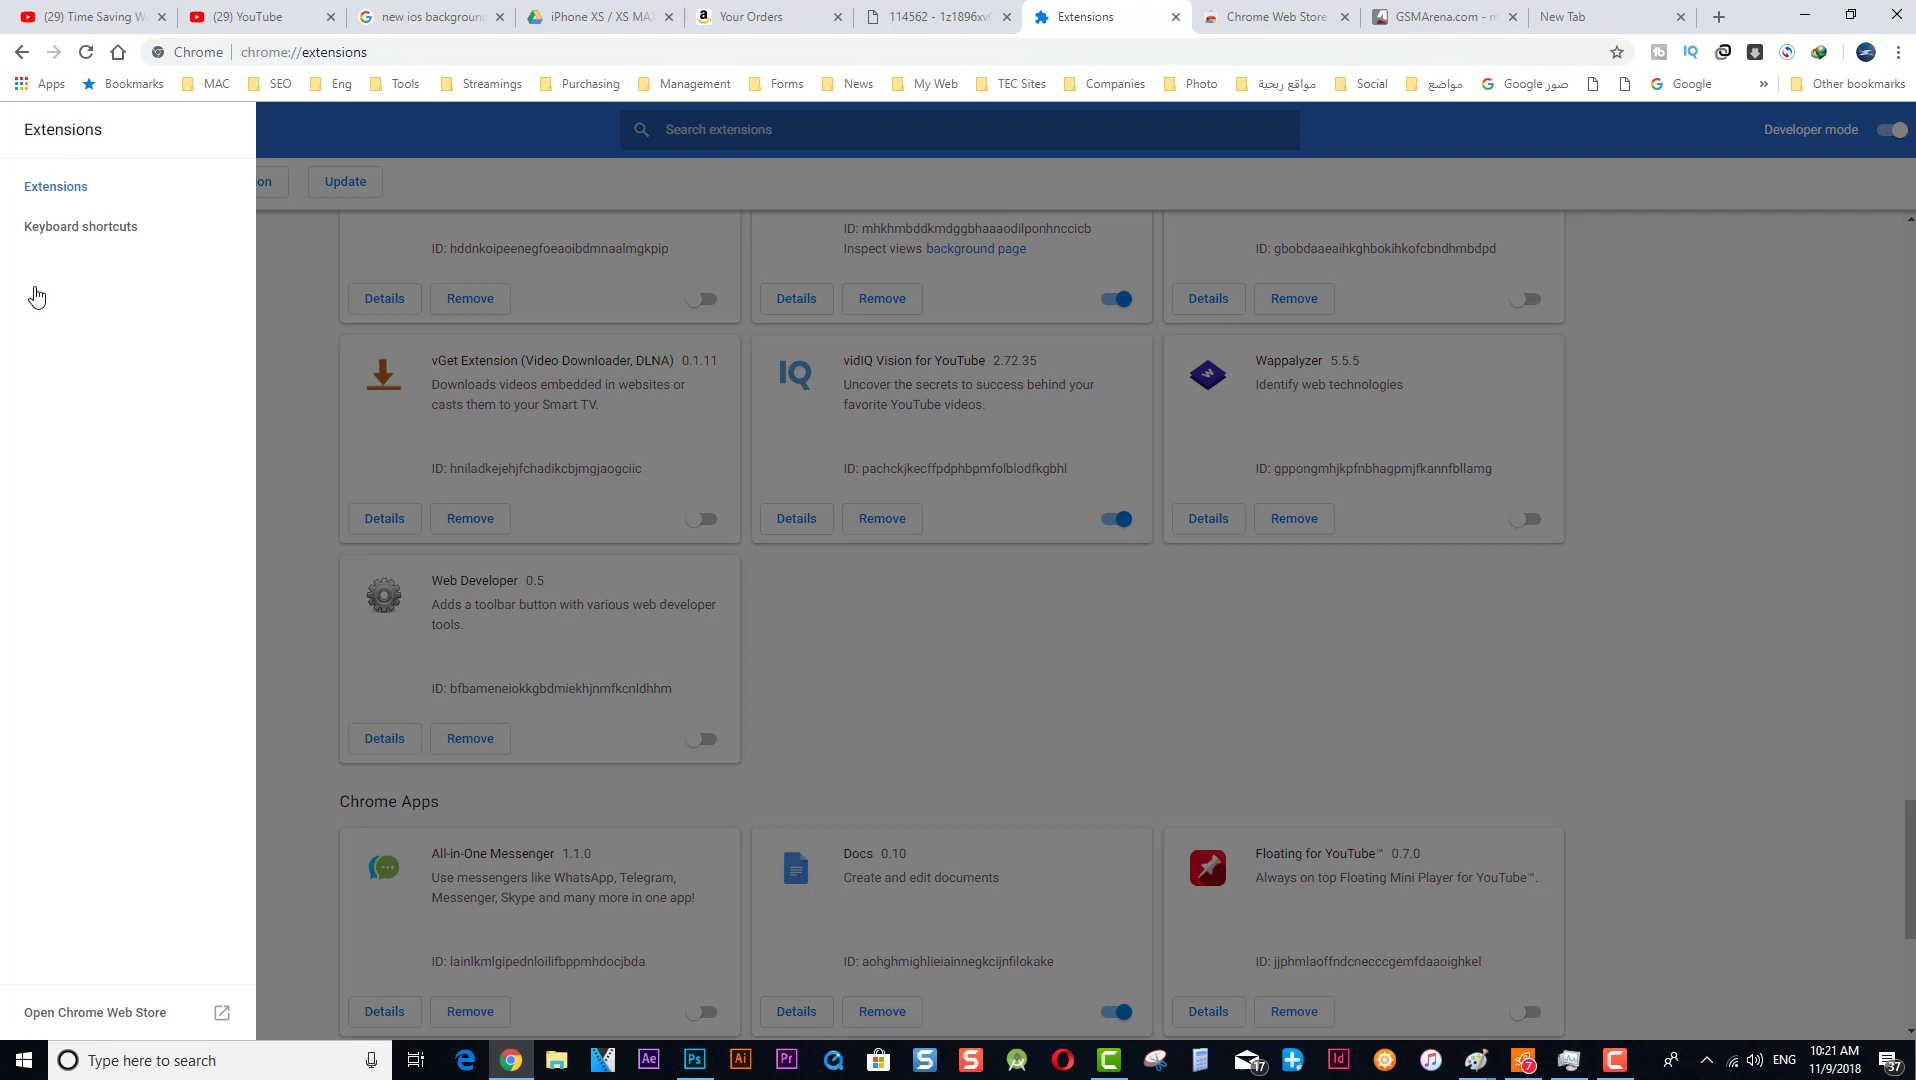 (29) Time Saving W
(29) YouTube
new ios background
iPhone XS / XS MAX
Your Orders
114562 - 1z1896xv
Extensions
Chrome Web Store
GSMArena.com - m
New Tab
Chrome
chrome://extensions
Apps
Bookmarks
MAC
SEO
Eng
Tools
Streamings
Purchasing
Management
Forms
News
My Web
TEC Sites
Companies
Photo
مواقع ربحية
Social
مواضع
صور Google
Google
Other bookmarks
Extensions
Search extensions
Developer mode
Extensions
on
Update
Keyboard shortcuts
ID: hddnkoipeenegfoeaoibdmnaalmgkpip
ID: mhkhmbddkmdggbhaaaodilponhnccicb
Inspect views background page
ID: gbobdaaeaihkghbokihkofcbndhmbdpd
Details
Remove
Details
Remove
Details
Remove
vGet Extension (Video Downloader, DLNA) 0.1.11
Downloads videos embedded in websites or
casts them to your Smart TV.
ID: hniladkejehjfchadikcbjmgjaogciic
vidIQ Vision for YouTube 2.72.35
Uncover the secrets to success behind your
favorite YouTube videos.
ID: pachckjkecffpdphbpmfolblodfkgbhl
Wappalyzer 5.5.5
Identify web technologies
ID: gppongmhjkpfnbhagpmjfkannfbllamg
Details
Remove
Details
Remove
Details
Remove
Web Developer 0.5
Adds a toolbar button with various web developer
tools.
ID: bfbameneiokkgbdmiekhjnmfkcnldhhm
Details
Remove
Chrome Apps
All-in-One Messenger 1.1.0
Use messengers like WhatsApp, Telegram,
Messenger, Skype and many more in one app!
ID: lainlkmlgipednloilifbppmhdocjbda
Docs 0.10
Create and edit documents
ID: aohghmighlieiainnegkcijnfilokake
Floating for YouTube™ 0.7.0
Always on top Floating Mini Player for YouTube™.
ID: jjphmlaoffndcnecccgemfdaaoighkel
Details
Remove
Details
Remove
Details
Remove
Open Chrome Web Store
Type here to search
ENG
10:21 AM
11/9/2018